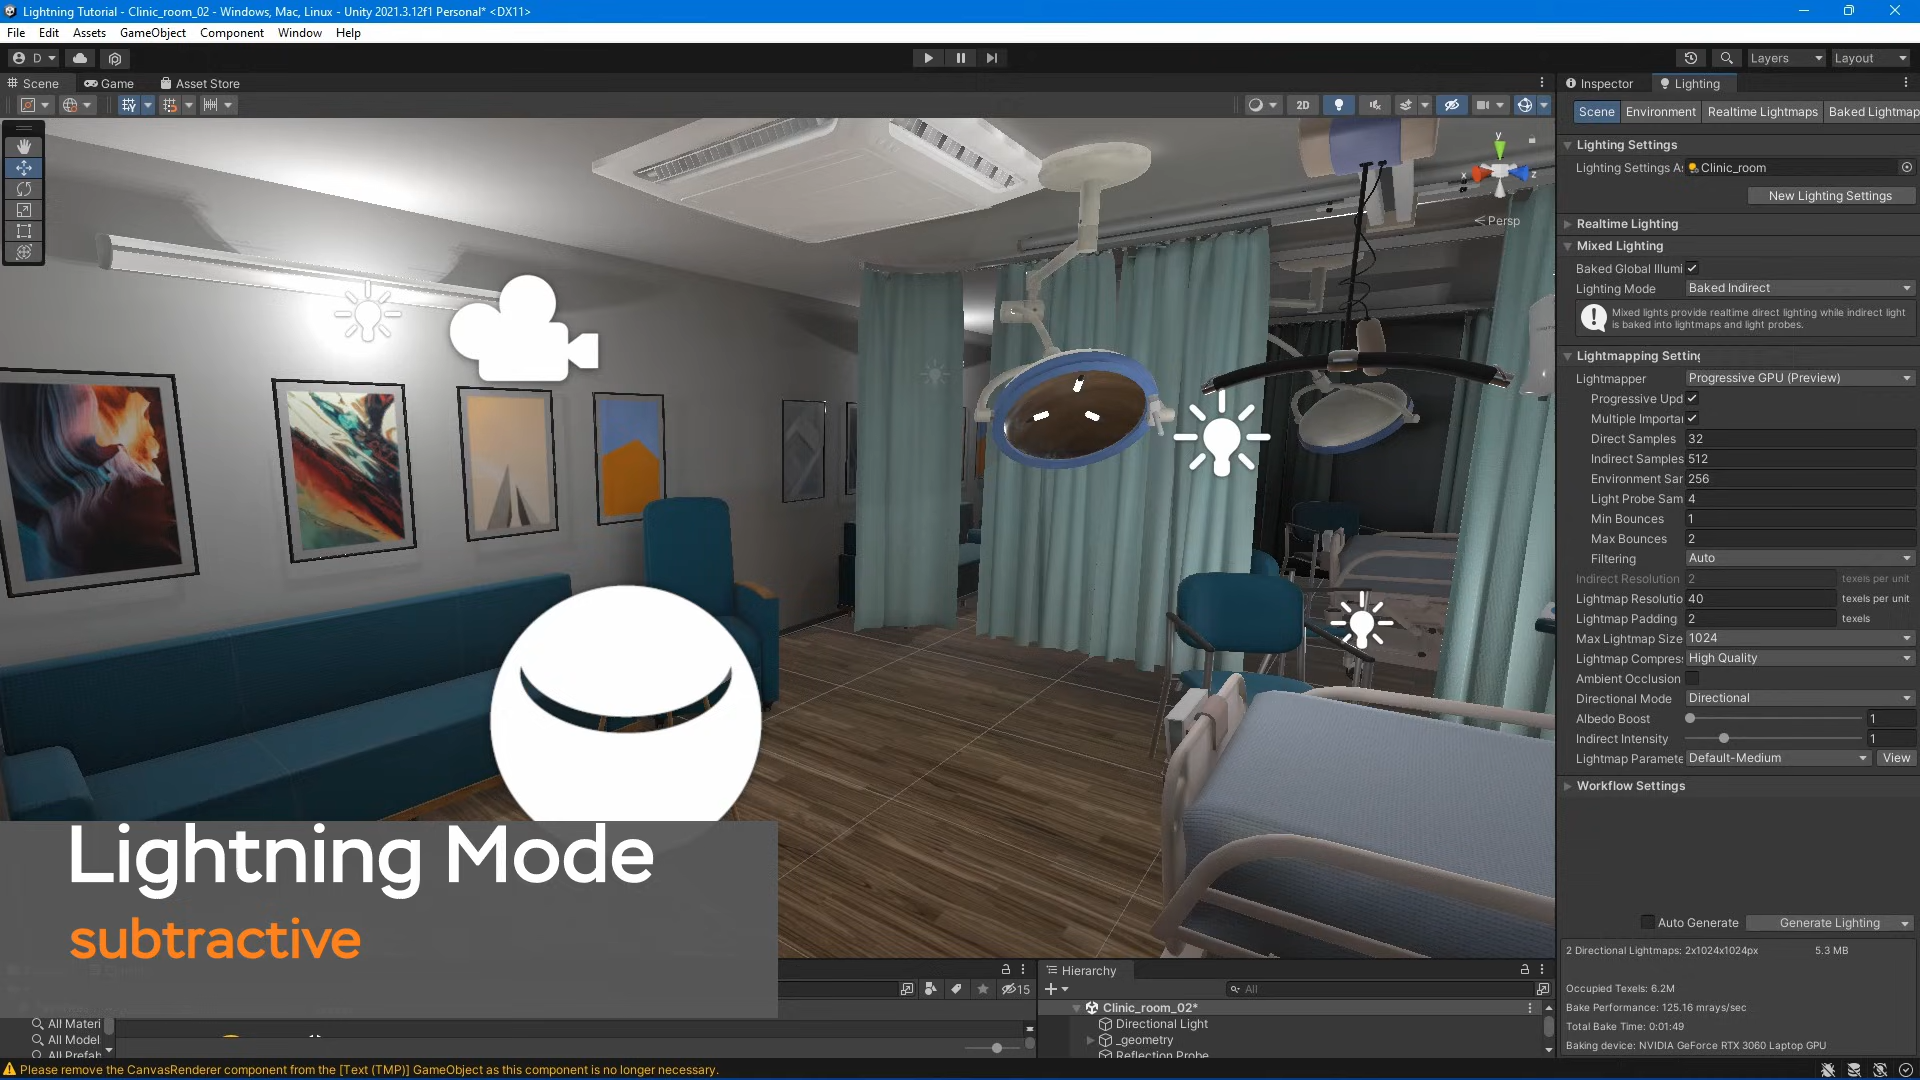 Lightning Tutorial - Clinic_room_02 - Windows, Mac, Linux - Unity 2021.3.12f1 Personal* <DX11>
File Edit Assets GameObject Component Window Help
D Layers Layout
Scene Game Asset Store Inspector Lighting
2D
Scene Environment Realtime Lightmaps Baked Lightmap
Lighting Settings
Lighting Settings A Clinic_room
New Lighting Settings
y
x
z
Persp
Realtime Lighting
Mixed Lighting
Baked Global Illumi
Lighting Mode Baked Indirect
Mixed lights provide realtime direct lighting while indirect light
is baked into lightmaps and light probes.
Lightmapping Setting
Lightmapper Progressive GPU (Preview)
Progressive Upd
Multiple Importa
Direct Samples 32
Indirect Samples 512
Environment Sar 256
Light Probe Sam 4
Min Bounces 1
Max Bounces 2
Filtering Auto
Indirect Resolution 2 texels per unit
Lightmap Resolutio 40 texels per unit
Lightmap Padding 2 texels
Max Lightmap Size 1024
Lightmap Compres High Quality
Ambient Occlusion
Directional Mode Directional
Albedo Boost 1
Indirect Intensity 1
Lightmap Paramete Default-Medium View
Workflow Settings
Lightning Mode
subtractive
Auto Generate Generate Lighting
2 Directional Lightmaps: 2x1024x1024px 5.3 MB
Occupied Texels: 6.2M
Bake Performance: 125.16 mrays/sec
Total Bake Time: 0:01:49
Baking device: NVIDIA GeForce RTX 3060 Laptop GPU
Hierarchy
15
All
Clinic_room_02*
Directional Light
_geometry
Reflection Probe
All Materi
All Model
All Prefab
Please remove the CanvasRenderer component from the [Text (TMP)] GameObject as this component is no longer necessary.